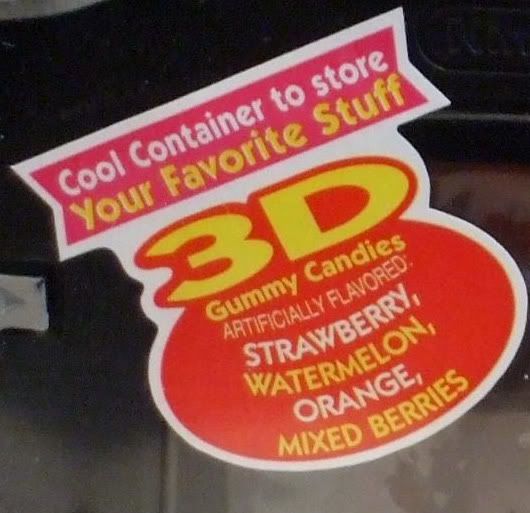 Cool Container to store
Your Favorite Stuff
3D
Gummy Candies
ARTIFICIALLY FLAVORED:
STRAWBERRY,
WATERMELON,
ORANGE,
MIXED BERRIES